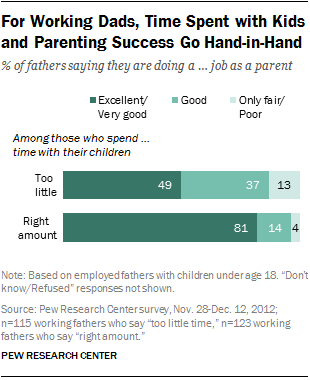 For Working Dads, Time Spent with Kids
and Parenting Success Go Hand-in-Hand
% of fathers saying they are doing a ... job as a parent
Excellent/ Good Only fair/
Very good Poor
Among those who spend ...
time with their children
Too
little 49 37 13
Right
amount 81 14 4
Note: Based on employed fathers with children under age 18. “Don’t
know/Refused” responses not shown.
Source: Pew Research Center survey, Nov. 28-Dec. 12, 2012;
n=115 working fathers who say “too little time,” n=123 working
fathers who say “right amount.”
PEW RESEARCH CENTER